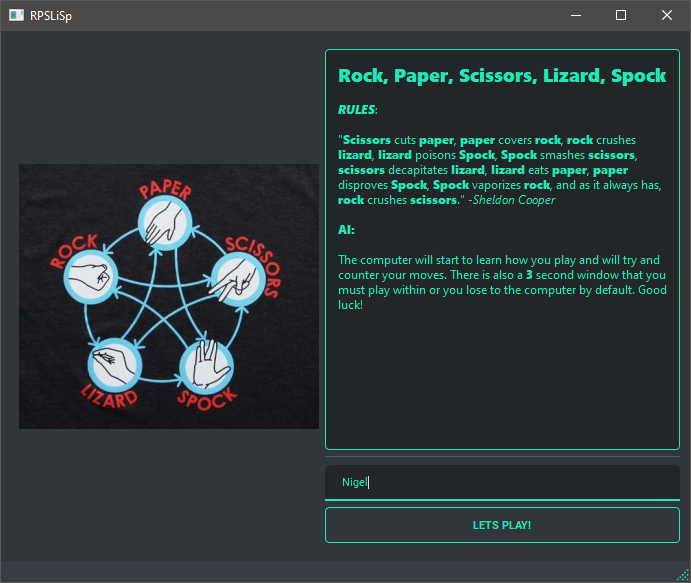 RPSLiSp
PAPER
ROCK
SCISSORS
LIZARD
SPOCK
Rock, Paper, Scissors, Lizard, Spock
RULES:
"Scissors cuts paper, paper covers rock, rock crushes
lizard, lizard poisons Spock, Spock smashes scissors,
scissors decapitates lizard, lizard eats paper, paper
disproves Spock, Spock vaporizes rock, and as it always has,
rock crushes scissors." -Sheldon Cooper
AI:
The computer will start to learn how you play and will try and
counter your moves. There is also a 3 second window that you
must play within or you lose to the computer by default. Good
luck!
Nigel
LETS PLAY!